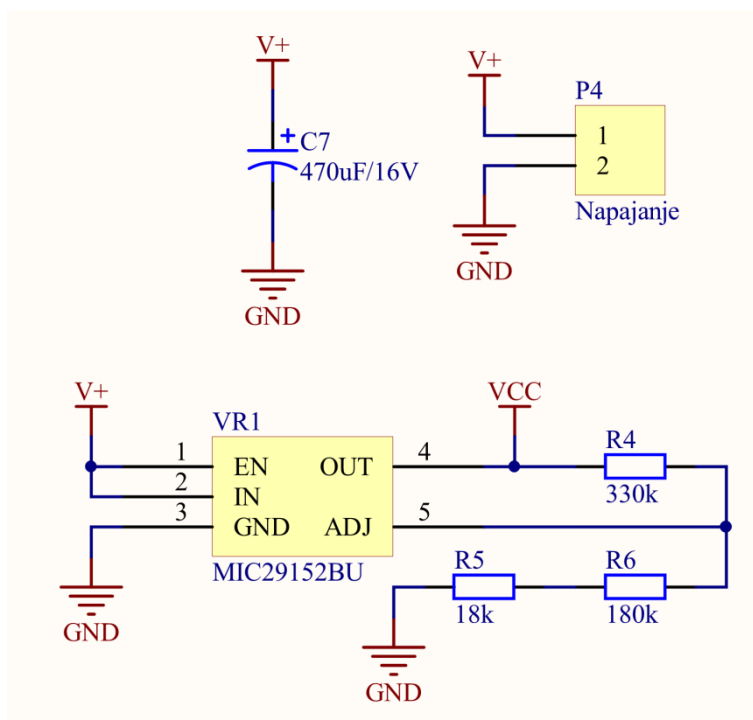 V+
C7
470uF/16V
GND
V+
P4
1
2
Napajanje
GND
V+
VR1
1
EN
2
IN
3
GND
OUT
4
ADJ
5
MIC29152BU
GND
VCC
R4
330k
R5
18k
R6
180k
GND